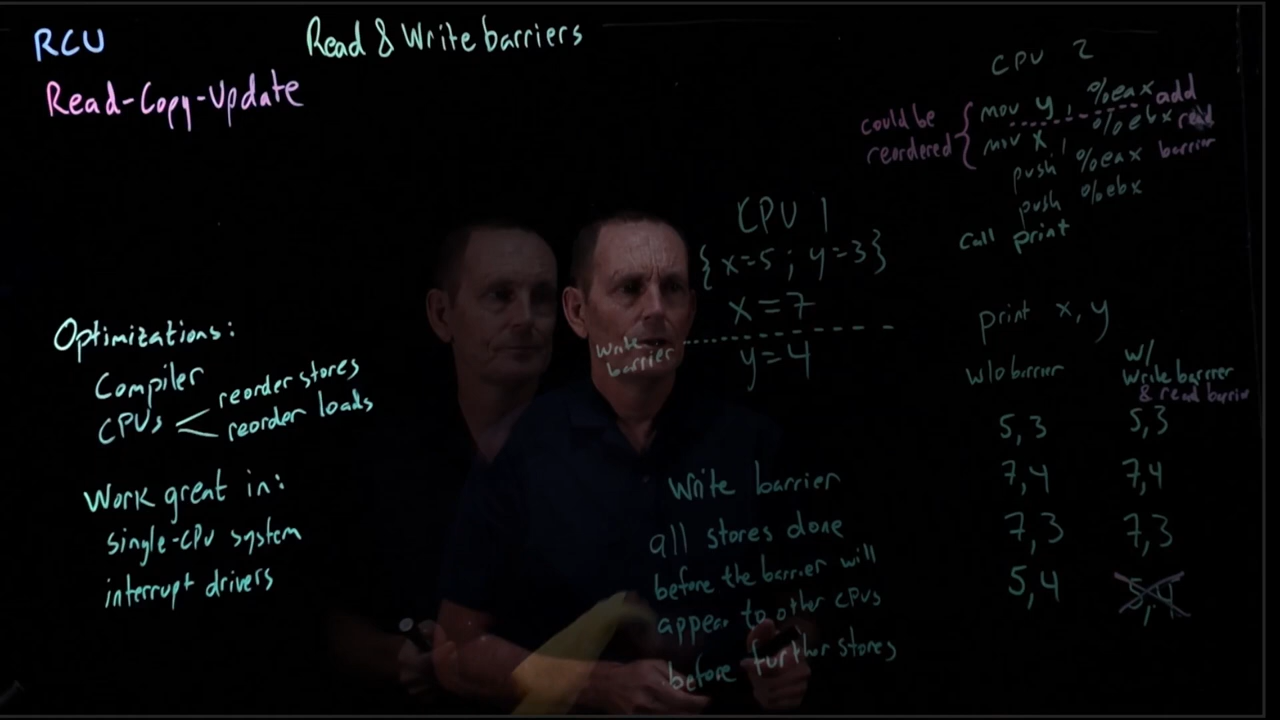 RCU
Read & Write barriers
Read-Copy-Update
Optimizations:
Compiler
CPUs
reorder stores
reorder loads
Work great in:
single-CPU system
interrupt drivers
CPU 1
{x=5; y=3}
x=7
write barrier
y=4
Write barrier
all stores done
before the barrier will
appear to other CPUs
before further stores
CPU 2
could be reordered
mov y, %eax
mov x, %ebx
add read barrier
push %eax
push %ebx
call print
print x, y
w/o barrier
5,3
7,4
7,3
5,4
w/
write barrier
& read barrier
5,3
7,4
7,3
5,4